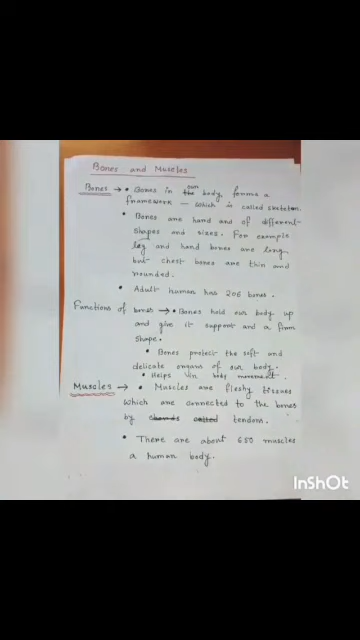 Bones and Muscles
Bones → • Bones in our body, forms a
framework - which is called skeleton.
• Bones are hard and of different
shapes and sizes. For example
leg and hand bones are long
but chest bones are thin and
rounded.
• Adult human has 206 bones.
Functions of bones → • Bones hold our body up
and give it support and a firm
shape.
• Bones protect the soft and
delicate organs of our body.
• Helps in body movement.
Muscles → • Muscles are fleshy tissues
which are connected to the bones
by called tendons.
• There are about 650 muscles
a human body.
InShOt